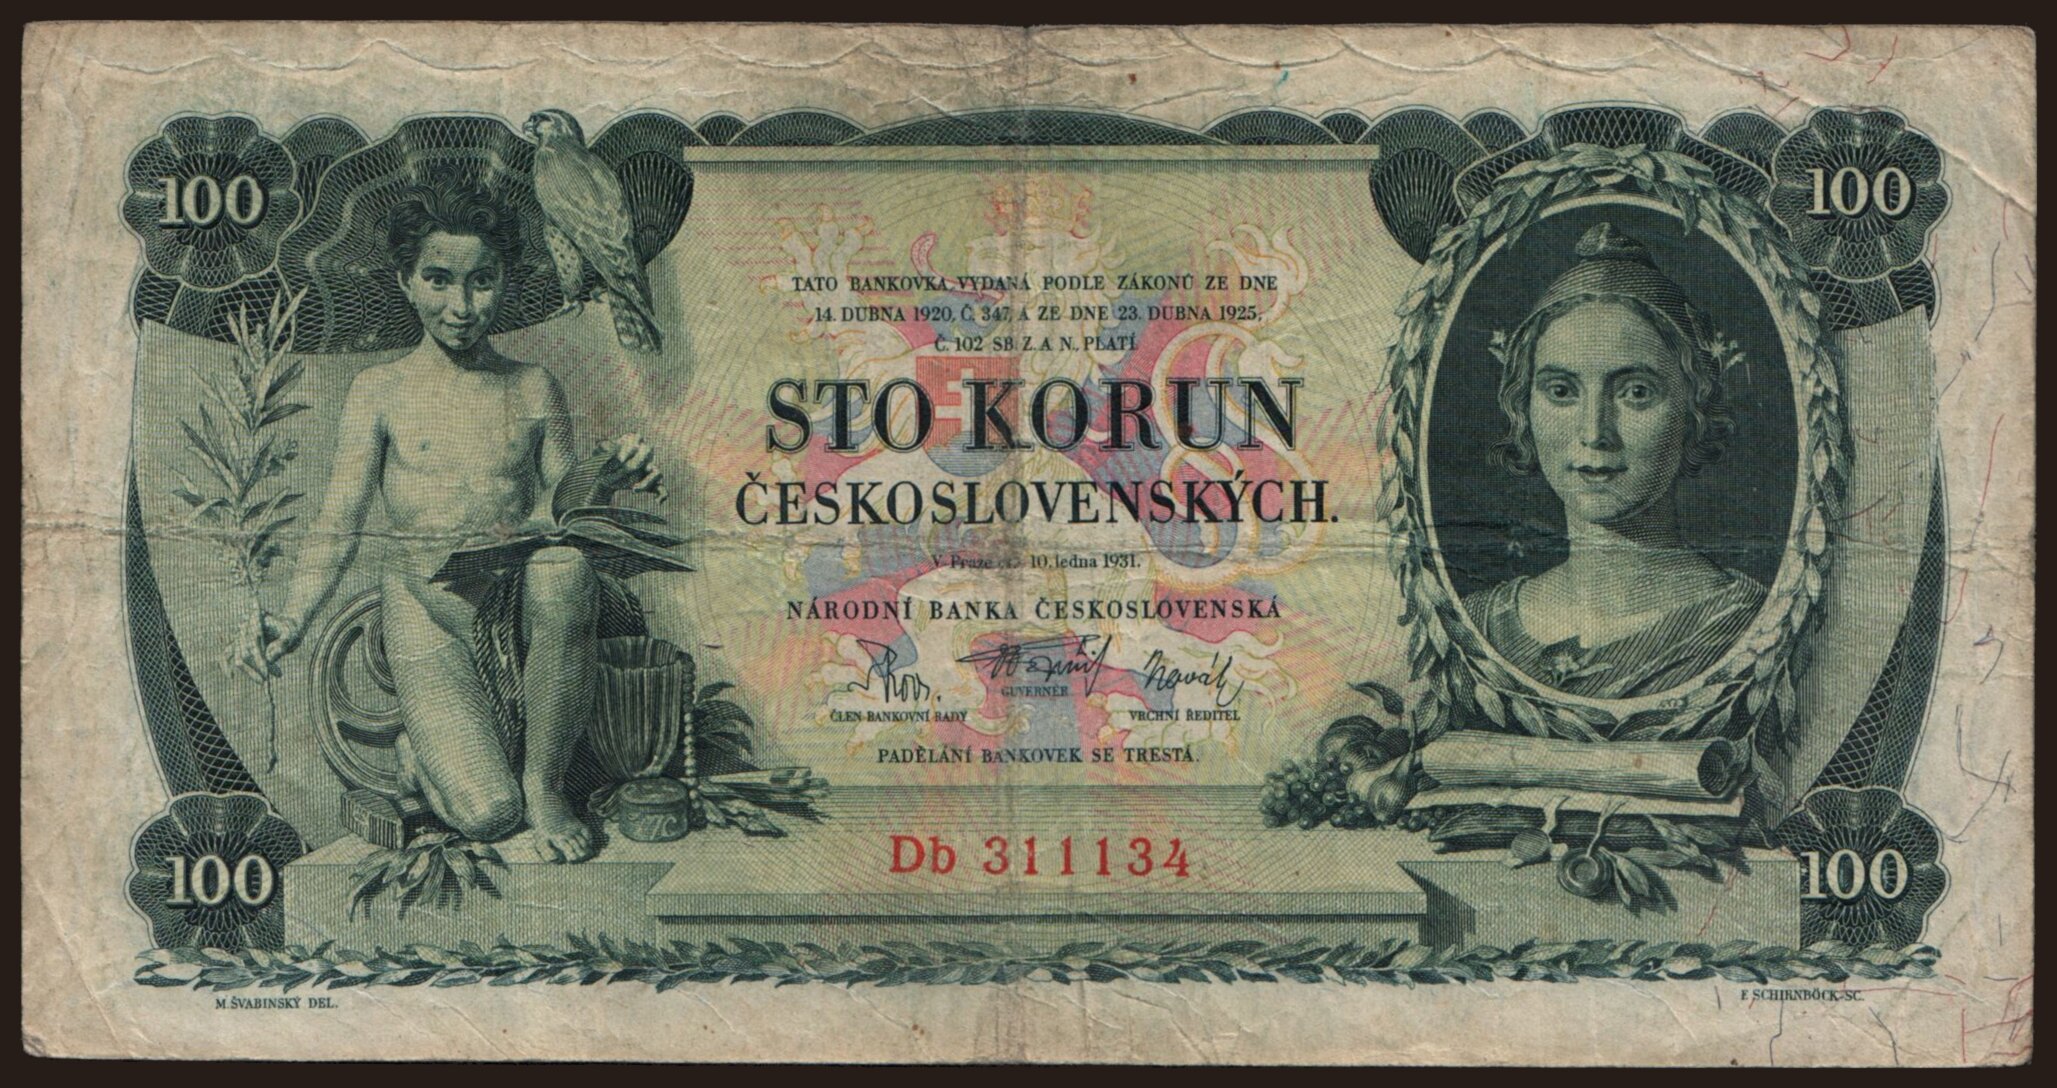 100
100
TATO BANKOVKA, VYDANÁ PODLE ZÁKONŮ ZE DNE
14. DUBNA 1920, Č. 347, A ZE DNE 23. DUBNA 1925,
Č. 102 SB. Z. A N., PLATÍ
STO KORUN
ČESKOSLOVENSKÝCH.
V Praze 10. ledna 1931.
NÁRODNÍ BANKA ČESKOSLOVENSKÁ
Novák
GUVERNÉR
ČLEN BANKOVNÍ RADY
VRCHNÍ ŘEDITEL
PADĚLÁNÍ BANKOVEK SE TRESTÁ.
Db 311134
100
100
M. ŠVABINSKÝ DEL.
F. SCHIRNBÖCK SC.